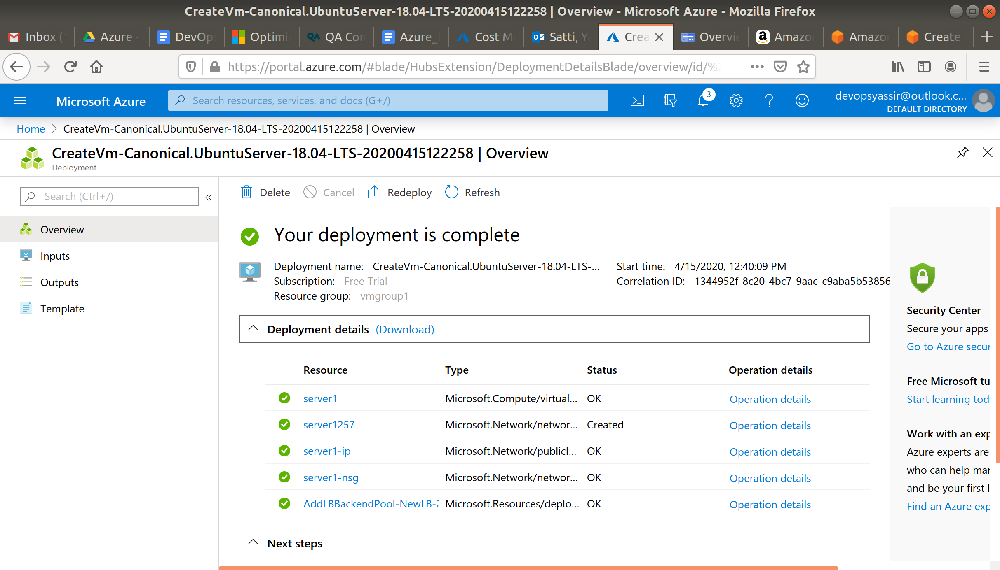 CreateVm-Canonical.UbuntuServer-18.04-LTS-20200415122258 | Overview - Microsoft Azure - Mozilla Firefox
Inbox ( Azure - DevOps Optimiz QA Con Azure_ Cost Ma Satti, Y Crea Overvie Amazon Amazon Create
https://portal.azure.com/#blade/HubsExtension/DeploymentDetailsBlade/overview/id/%2
Microsoft Azure
Search resources, services, and docs (G+/)
3
devopsyassir@outlook.c...
DEFAULT DIRECTORY
Home > CreateVm-Canonical.UbuntuServer-18.04-LTS-20200415122258 | Overview
CreateVm-Canonical.UbuntuServer-18.04-LTS-20200415122258 | Overview
Deployment
Search (Ctrl+/)
«
Overview
Inputs
Outputs
Template
Delete Cancel Redeploy Refresh
Your deployment is complete
Deployment name: CreateVm-Canonical.UbuntuServer-18.04-LTS-... Start time: 4/15/2020, 12:40:09 PM
Subscription: Free Trial Correlation ID: 1344952f-8c20-4bc7-9aac-c9aba5b53856
Resource group: vmgroup1
Deployment details (Download)
Resource Type Status Operation details
server1 Microsoft.Compute/virtual... OK Operation details
server1257 Microsoft.Network/networ... Created Operation details
server1-ip Microsoft.Network/publicI... OK Operation details
server1-nsg Microsoft.Network/networ... OK Operation details
AddLBBackendPool-NewLB-2 Microsoft.Resources/deplo... OK Operation details
Next steps
Security Center
Secure your apps
Go to Azure secur
Free Microsoft tu
Start learning tod
Work with an exp
Azure experts are
who can help mar
and be your first l
Find an Azure exp